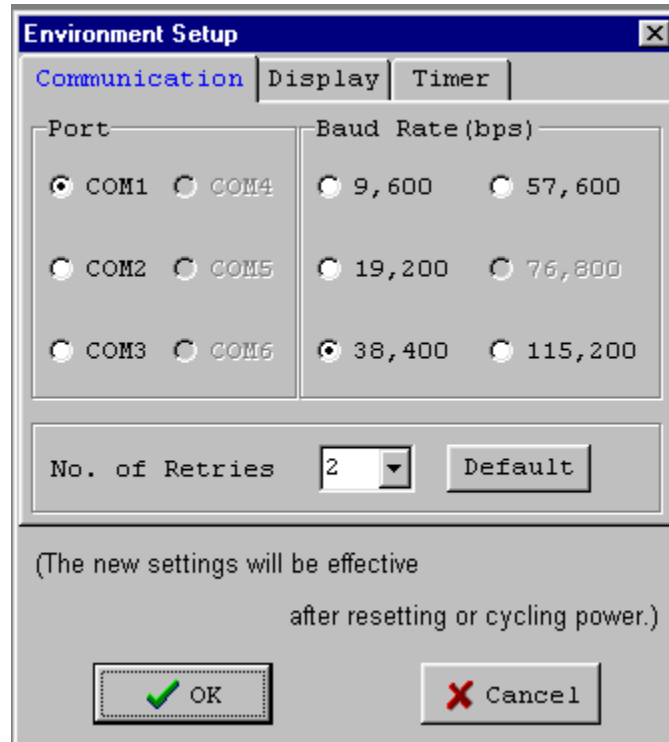 Environment Setup
Communication Display Timer
Port Baud Rate(bps)
COM1 COM4 9,600 57,600
COM2 COM5 19,200 76,800
COM3 COM6 38,400 115,200
No. of Retries 2 Default
(The new settings will be effective
after resetting or cycling power.)
OK Cancel